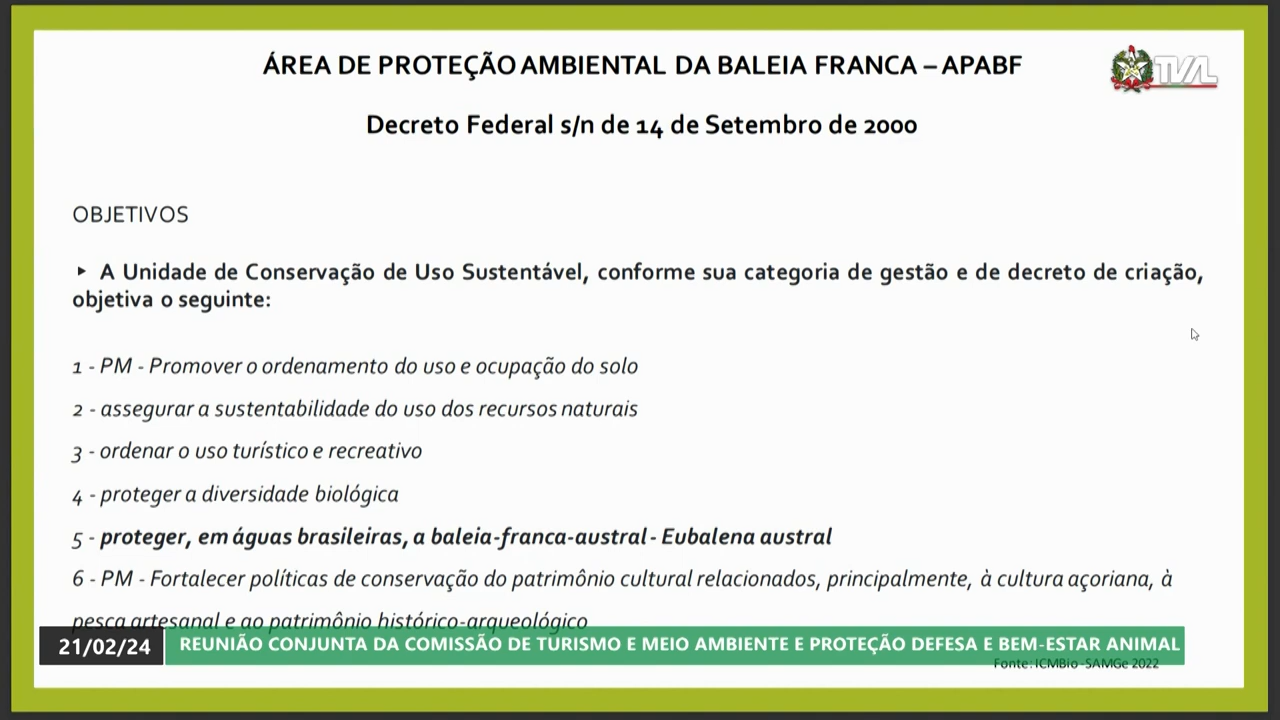 ÁREA DE PROTEÇÃO AMBIENTAL DA BALEIA FRANCA – APABF
TVAL
Decreto Federal s/n de 14 de Setembro de 2000
OBJETIVOS
A Unidade de Conservação de Uso Sustentável, conforme sua categoria de gestão e de decreto de criação,
objetiva o seguinte:
1 - PM - Promover o ordenamento do uso e ocupação do solo
2 - assegurar a sustentabilidade do uso dos recursos naturais
3 - ordenar o uso turístico e recreativo
4 - proteger a diversidade biológica
5 - proteger, em águas brasileiras, a baleia-franca-austral - Eubalena austral
6 - PM - Fortalecer políticas de conservação do patrimônio cultural relacionados, principalmente, à cultura açoriana, à
pesca artesanal e ao patrimônio histórico-arqueológico
21/02/24 REUNIÃO CONJUNTA DA COMISSÃO DE TURISMO E MEIO AMBIENTE E PROTEÇÃO DEFESA E BEM-ESTAR ANIMAL
Fonte: ICMBio -SAMGe 2022